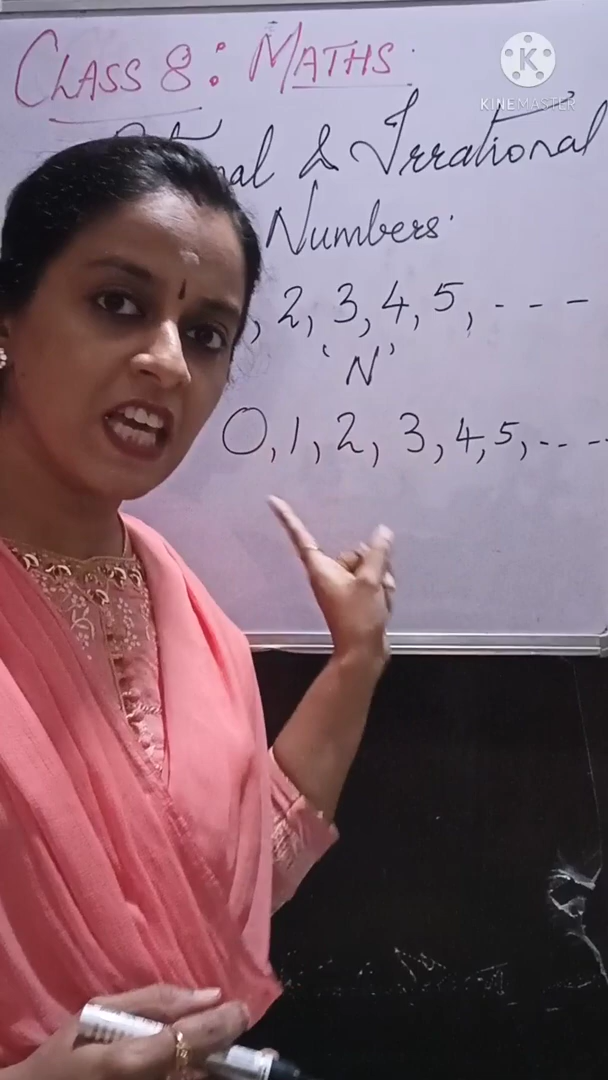 CLASS 8: MATHS.
K
KINEMASTER
& Irrational
Numbers.
, 2, 3, 4, 5, - - -
'N'
0, 1, 2, 3, 4, 5, - - - -